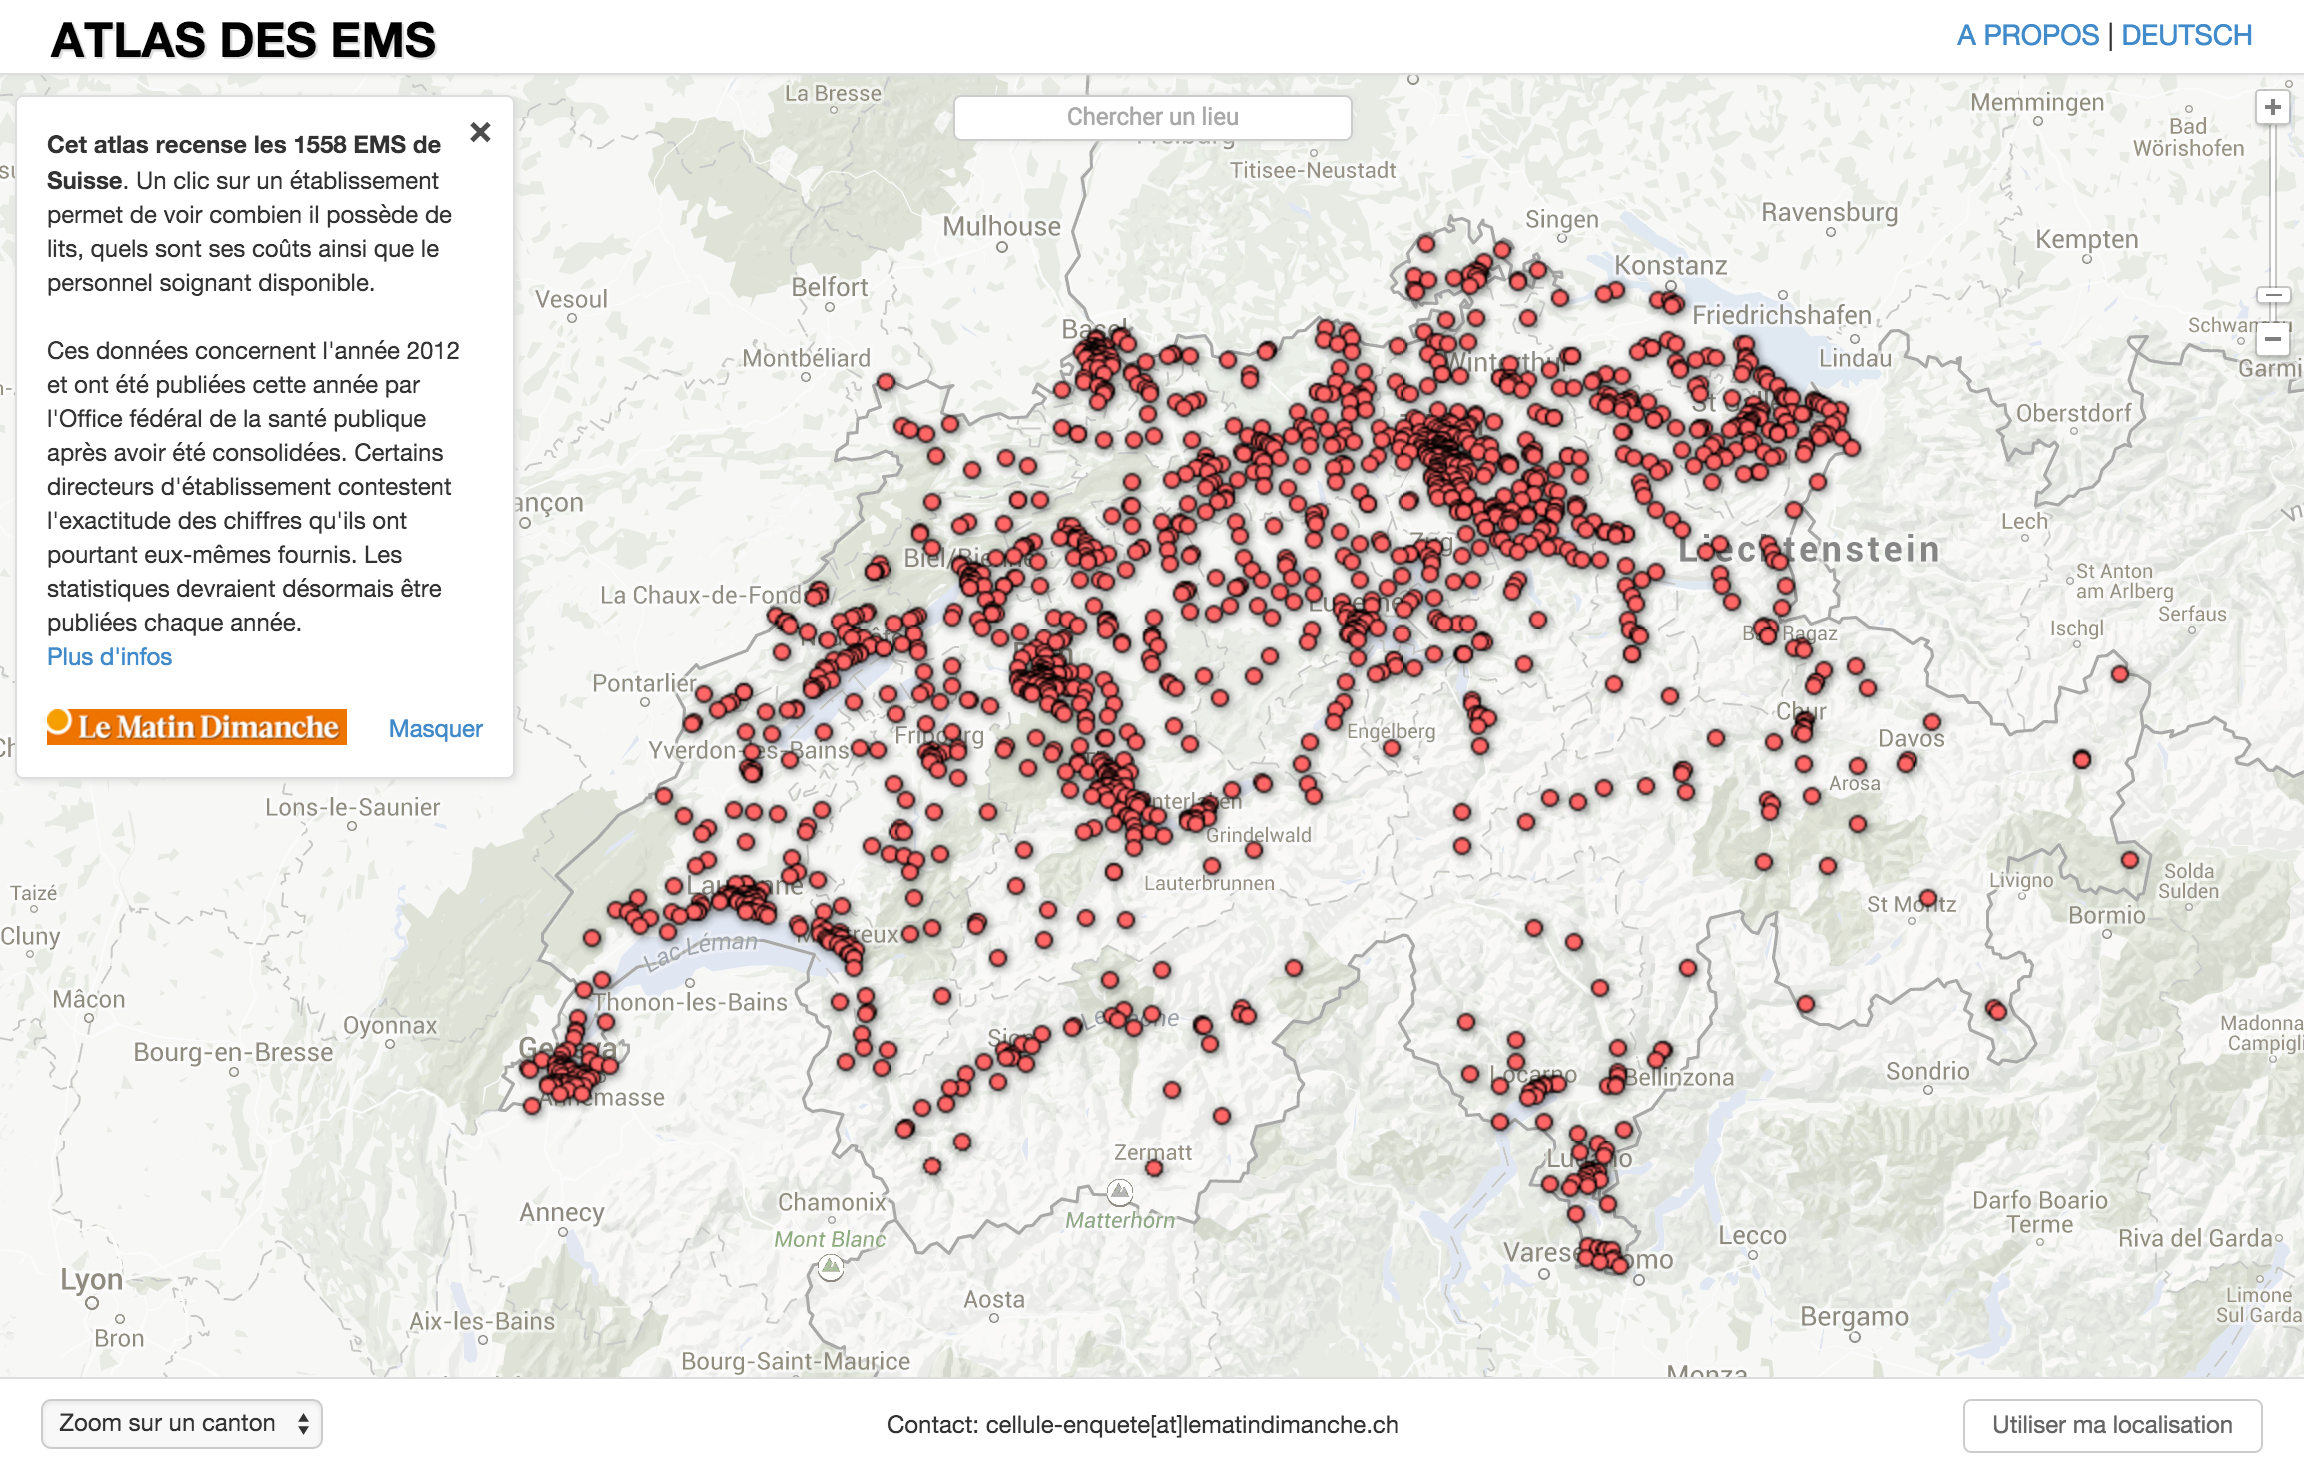 ATLAS DES EMS
A PROPOS | DEUTSCH
Cet atlas recense les 1558 EMS de
Suisse. Un clic sur un établissement
permet de voir combien il possède de
lits, quels sont ses coûts ainsi que le
personnel soignant disponible.
Ces données concernent l'année 2012
et ont été publiées cette année par
l'Office fédéral de la santé publique
après avoir été consolidées. Certains
directeurs d'établissement contestent
l'exactitude des chiffres qu'ils ont
pourtant eux-mêmes fournis. Les
statistiques devraient désormais être
publiées chaque année.
Plus d'infos
Le Matin Dimanche
Masquer
Chercher un lieu
La Bresse
Memmingen
Bad
Wörishofen
Titisee-Neustadt
Mulhouse
Singen
Ravensburg
Kempten
Konstanz
Belfort
Vesoul
Friedrichshafen
Basel
Montbéliard
Winterthu
Lindau
Oberstdorf
Lech
Biel/Bienne
Zug
Liechtenstein
St Anton
am Arlberg
La Chaux-de-Fonds
Luzerne
Serfaus
Ischgl
Bad Ragaz
Pontarlier
Chur
Engelberg
Davos
Fribourg
Yverdon-les-Bains
Arosa
Interlaken
Lons-le-Saunier
Grindelwald
Lauterbrunnen
Lausanne
Taizé
Livigno
Solda
Sulden
St Moritz
Bormio
Cluny
Montreux
Lac Léman
Mâcon
Thonon-les-Bains
Oyonnax
Geneva
Bourg-en-Bresse
Sion
Locarno
Bellinzona
Sondrio
Annemasse
Madonna
Zermatt
Lugano
Chamonix
Mont Blanc
Matterhorn
Annecy
Darfo Boario
Terme
Lecco
Riva del Garda
Varese
Como
Lyon
Aosta
Limone
Sul Garda
Bron
Aix-les-Bains
Bergamo
Bourg-Saint-Maurice
Monza
Zoom sur un canton
Contact: cellule-enquete[at]lematindimanche.ch
Utiliser ma localisation